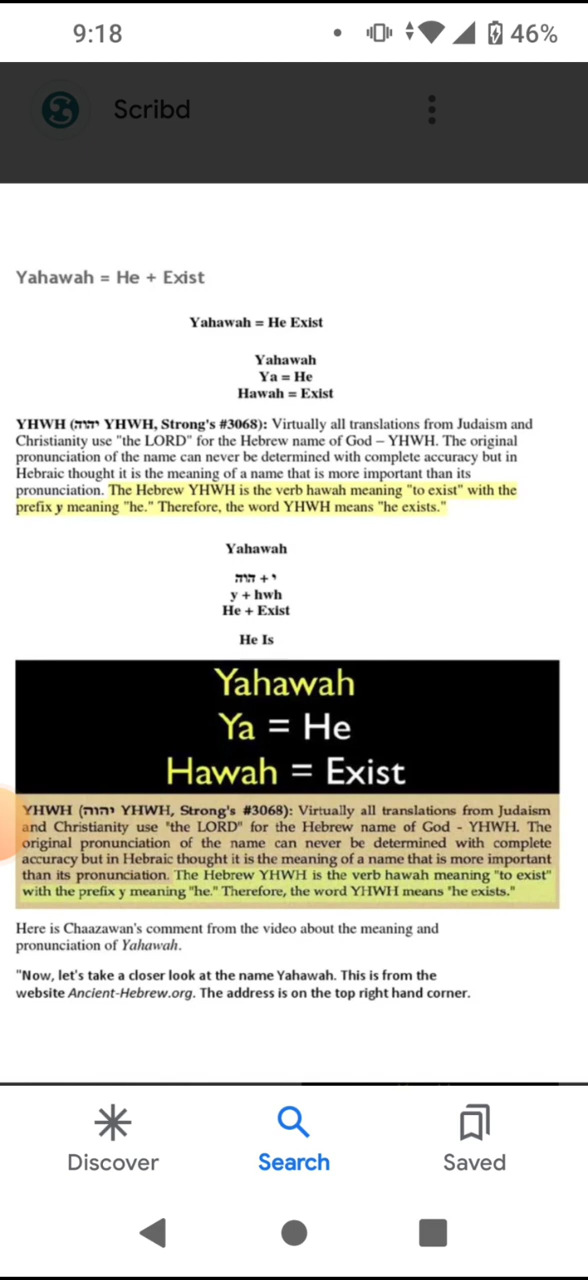 9:18
46%
Scribd
Yahawah = He + Exist
Yahawah = He Exist
Yahawah
Ya = He
Hawah = Exist
YHWH (יהוה YHWH, Strong's #3068): Virtually all translations from Judaism and
Christianity use "the LORD" for the Hebrew name of God – YHWH. The original
pronunciation of the name can never be determined with complete accuracy but in
Hebraic thought it is the meaning of a name that is more important than its
pronunciation. The Hebrew YHWH is the verb hawah meaning "to exist" with the
prefix y meaning "he." Therefore, the word YHWH means "he exists."
Yahawah
י + הוה
y + hwh
He + Exist
He Is
Yahawah
Ya = He
Hawah = Exist
YHWH (יהוה YHWH, Strong's #3068): Virtually all translations from Judaism
and Christianity use "the LORD" for the Hebrew name of God - YHWH. The
original pronunciation of the name can never be determined with complete
accuracy but in Hebraic thought it is the meaning of a name that is more important
than its pronunciation. The Hebrew YHWH is the verb hawah meaning "to exist"
with the prefix y meaning "he." Therefore, the word YHWH means "he exists."
Here is Chaazawan's comment from the video about the meaning and
pronunciation of Yahawah.
"Now, let's take a closer look at the name Yahawah. This is from the
website Ancient-Hebrew.org. The address is on the top right hand corner.
Discover
Search
Saved